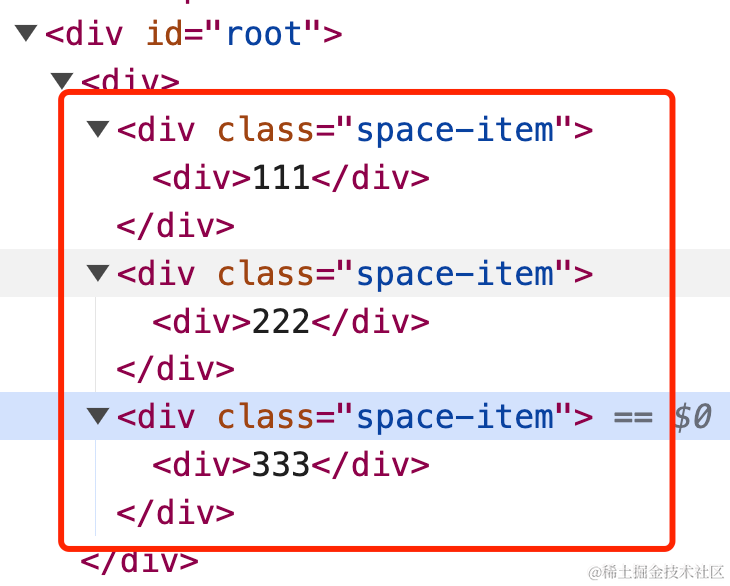 <div id="root">
<div>
<div class="space-item">
<div>111</div>
</div>
<div class="space-item">
<div>222</div>
</div>
<div class="space-item"> == $0
<div>333</div>
</div>
</div>
@稀土掘金技术社区